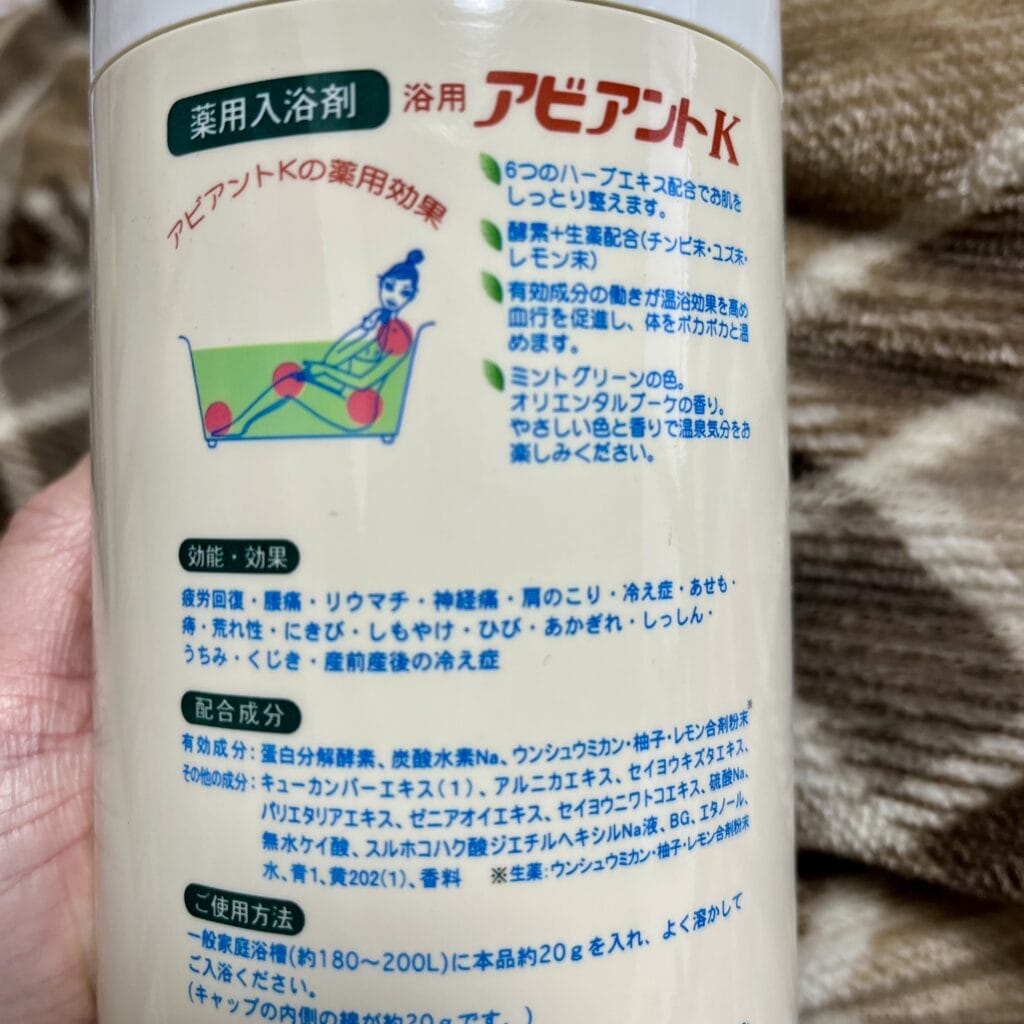 薬用入浴剤 浴用 アビアントK
アビアントKの薬用効果
6つのハーブエキス配合でお肌を
しっとり整えます。
酵素+生薬配合(チンピ末・ユズ末・
レモン末)
有効成分の働きが温浴効果を高め
血行を促進し、体をポカポカと温
めます。
ミントグリーンの色。
オリエンタルブーケの香り。
やさしい色と香りで温泉気分をお
楽しみください。
効能・効果
疲労回復・腰痛・リウマチ・神経痛・肩のこり・冷え症・あせも・
痔・荒れ性・にきび・しもやけ・ひび・あかぎれ・しっしん・
うちみ・くじき・産前産後の冷え症
配合成分
有効成分:蛋白分解酵素、炭酸水素Na、ウンシュウミカン・柚子・レモン合剤粉末※
その他の成分:キューカンバーエキス(1)、アルニカエキス、セイヨウキズタエキス、
パリエタリアエキス、ゼニアオイエキス、セイヨウニワトコエキス、硫酸Na、
無水ケイ酸、スルホコハク酸ジエチルヘキシルNa液、BG、エタノール、
水、青1、黄202(1)、香料 ※生薬:ウンシュウミカン・柚子・レモン合剤粉末
ご使用方法
一般家庭浴槽(約180〜200L)に本品約20gを入れ、よく溶かして
ご入浴ください。
(キャップの内側の線が約20gです。)